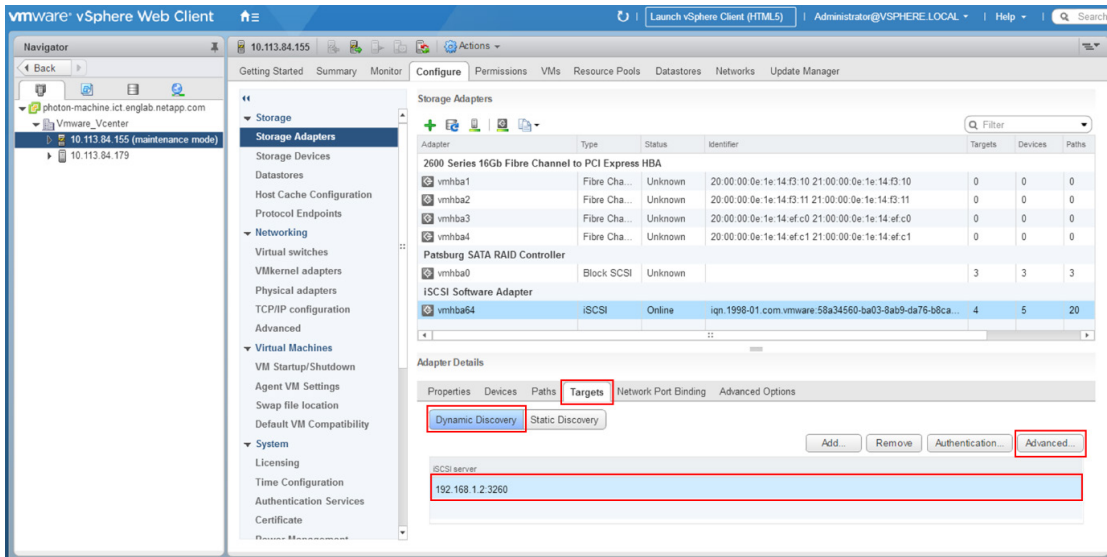 vmware® vSphere Web Client
Launch vSphere Client (HTML5)
Administrator@VSPHERE.LOCAL
Help
Search
Navigator
Back
photon-machine.ict.englab.netapp.com
Vmware_Vcenter
10.113.84.155 (maintenance mode)
10.113.84.179
10.113.84.155
Actions
Getting Started Summary Monitor Configure Permissions VMs Resource Pools Datastores Networks Update Manager
Storage
Storage Adapters
Storage Devices
Datastores
Host Cache Configuration
Protocol Endpoints
Networking
Virtual switches
VMkernel adapters
Physical adapters
TCP/IP configuration
Advanced
Virtual Machines
VM Startup/Shutdown
Agent VM Settings
Swap file location
Default VM Compatibility
System
Licensing
Time Configuration
Authentication Services
Certificate
Power Management
Storage Adapters
Filter
Adapter Type Status Identifier Targets Devices Paths
2600 Series 16Gb Fibre Channel to PCI Express HBA
vmhba1 Fibre Cha... Unknown 20:00:00:0e:1e:14:f3:10 21:00:00:0e:1e:14:f3:10 0 0 0
vmhba2 Fibre Cha... Unknown 20:00:00:0e:1e:14:f3:11 21:00:00:0e:1e:14:f3:11 0 0 0
vmhba3 Fibre Cha... Unknown 20:00:00:0e:1e:14:ef:c0 21:00:00:0e:1e:14:ef:c0 0 0 0
vmhba4 Fibre Cha... Unknown 20:00:00:0e:1e:14:ef:c1 21:00:00:0e:1e:14:ef:c1 0 0 0
Patsburg SATA RAID Controller
vmhba0 Block SCSI Unknown 3 3 3
iSCSI Software Adapter
vmhba64 iSCSI Online iqn.1998-01.com.vmware:58a34560-ba03-8ab9-da76-b8ca... 4 5 20
Adapter Details
Properties Devices Paths Targets Network Port Binding Advanced Options
Dynamic Discovery Static Discovery
Add... Remove Authentication... Advanced...
iSCSI server
192.168.1.2:3260